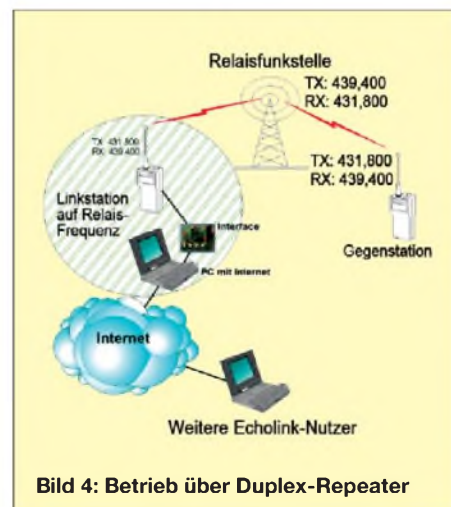 Relaisfunkstelle
TX: 439,400
RX: 431,800
TX: 431,800
RX: 439,400
Linkstation
auf Relais-
Frequenz
Interface
PC mit Internet
TX: 431,800
RX: 439,400
Gegenstation
Internet
Weitere Echolink-Nutzer
Bild 4: Betrieb über Duplex-Repeater